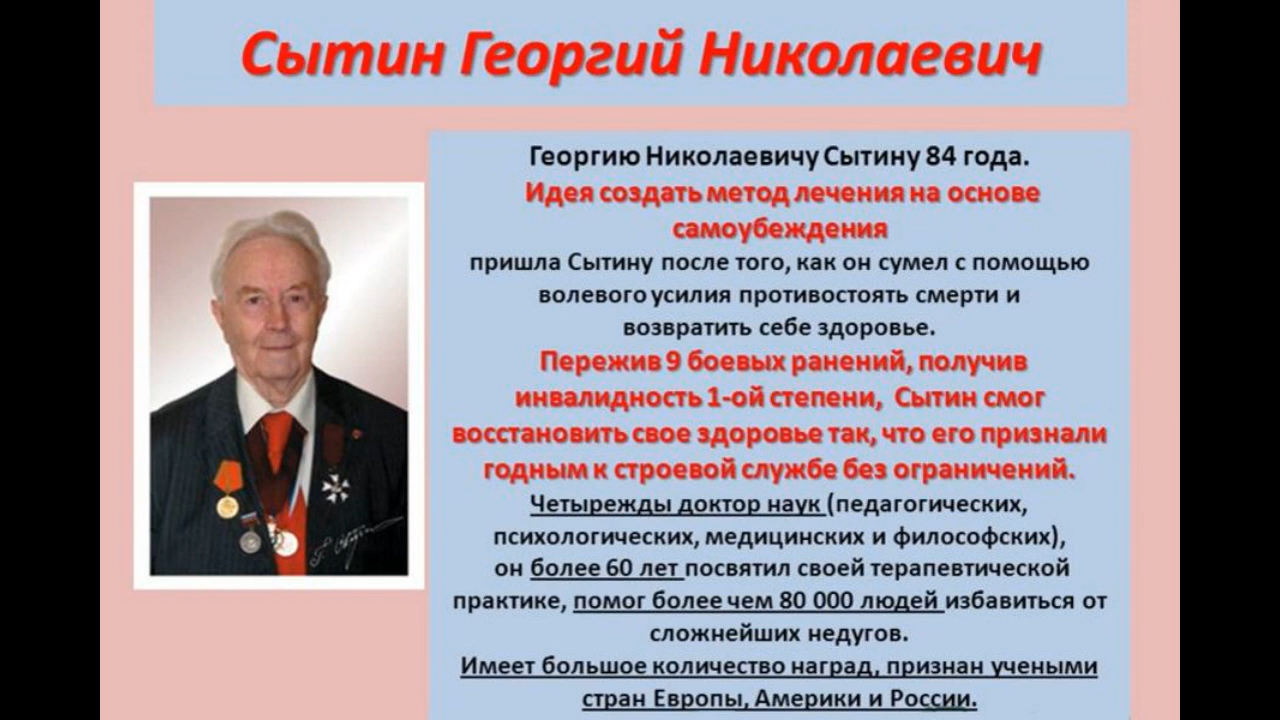 Сытин Георгий Николаевич
Георгию Николаевичу Сытину 84 года.
Идея создать метод лечения на основе
самоубеждения
пришла Сытину после того, как он сумел с помощью
волевого усилия противостоять смерти и
возвратить себе здоровье.
Пережив 9 боевых ранений, получив
инвалидность 1-ой степени, Сытин смог
восстановить свое здоровье так, что его признали
годным к строевой службе без ограничений.
Четырежды доктор наук (педагогических,
психологических, медицинских и философских),
он более 60 лет посвятил своей терапевтической
практике, помог более чем 80 000 людей избавиться от
сложнейших недугов.
Имеет большое количество наград, признан учеными
стран Европы, Америки и России.